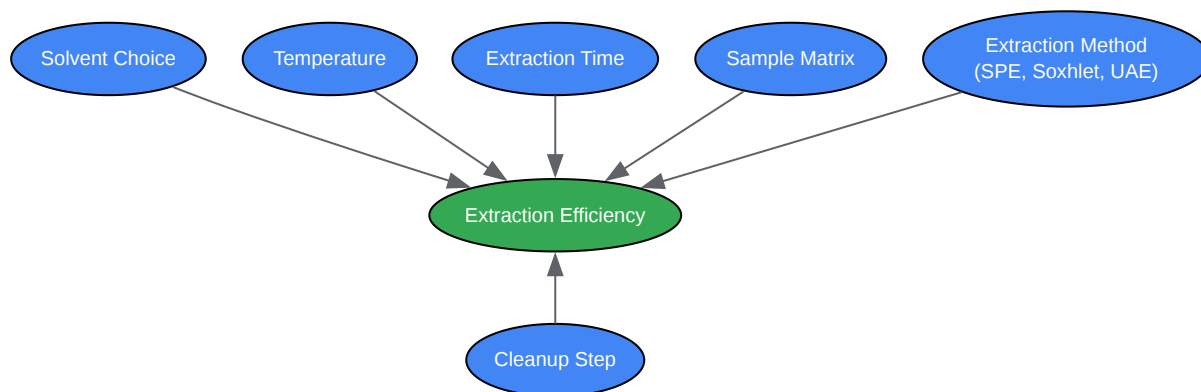 Solvent Choice
Temperature
Extraction Time
Sample Matrix
Extraction Method
(SPE, Soxhlet, UAE)
Extraction Efficiency
Cleanup Step